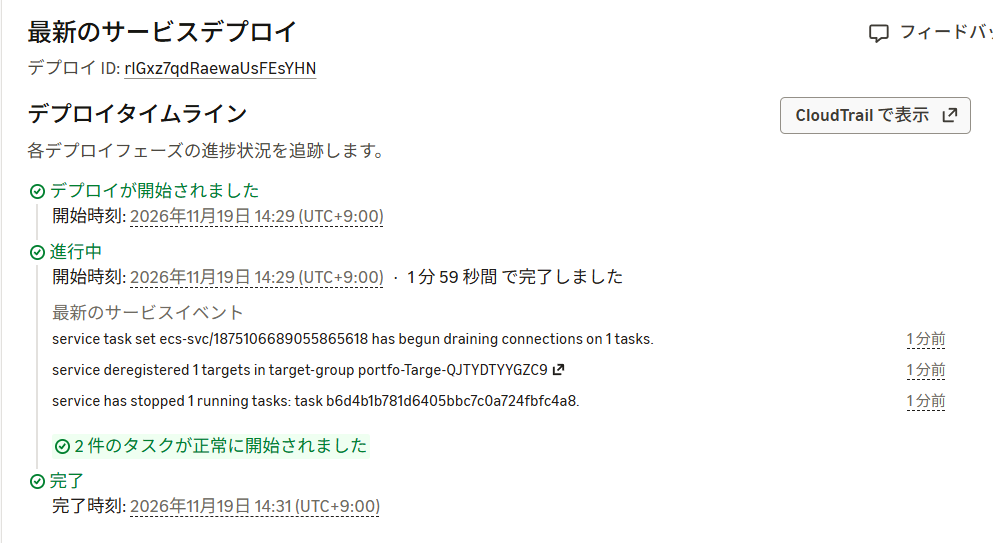 最新のサービスデプロイ
フィードバッ
デプロイ ID: rlGxz7qdRaewaUsFEsYHN
デプロイタイムライン
CloudTrail で表示
各デプロイフェーズの進捗状況を追跡します。
デプロイが開始されました
開始時刻: 2026年11月19日 14:29 (UTC+9:00)
進行中
開始時刻: 2026年11月19日 14:29 (UTC+9:00) · 1 分 59 秒間 で完了しました
最新のサービスイベント
service task set ecs-svc/1875106689055865618 has begun draining connections on 1 tasks. 1 分前
service deregistered 1 targets in target-group portfo-Targe-QJTYDTYYGZC9 1 分前
service has stopped 1 running tasks: task b6d4b1b781d6405bbc7c0a724fbfc4a8. 1 分前
2 件のタスクが正常に開始されました
完了
完了時刻: 2026年11月19日 14:31 (UTC+9:00)